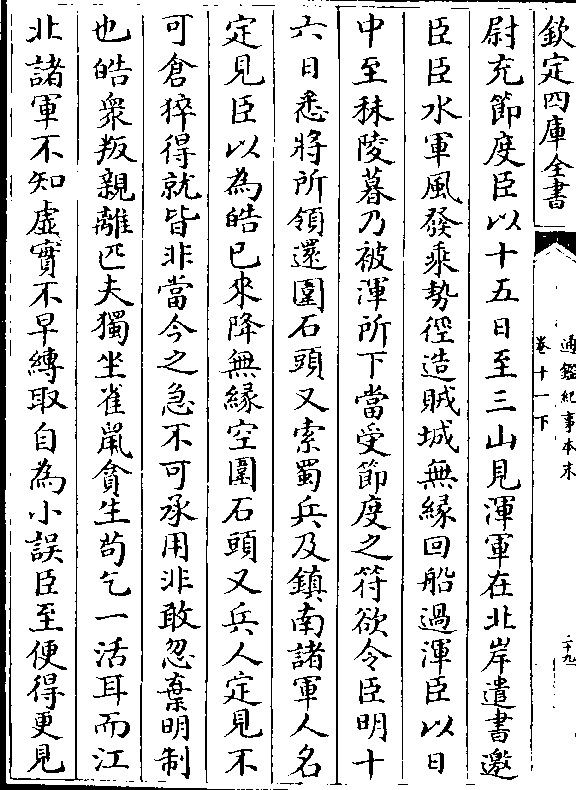 欽定四庫全書
通鑑紀事本末
卷十一下
二十九
尉充節度臣以十五日至三山見渾軍在北岸遣書邀
臣臣水軍風發乘勢徑造賊城無縁回船過渾臣以日
中至秣陵暮乃被渾所下當受節度之符欲令臣明十
六日悉將所領還圍石頭又索蜀兵及鎮南諸軍人名
定見臣以為皓已來降無縁空圍石頭又兵人定見不
可倉猝得就皆非當今之急不可承用非敢忽棄明制
也皓衆叛親離匹夫獨坐雀鼠貪生茍乞一活耳而江
北諸軍不知虛實不早縛取自為小誤臣至便得更見